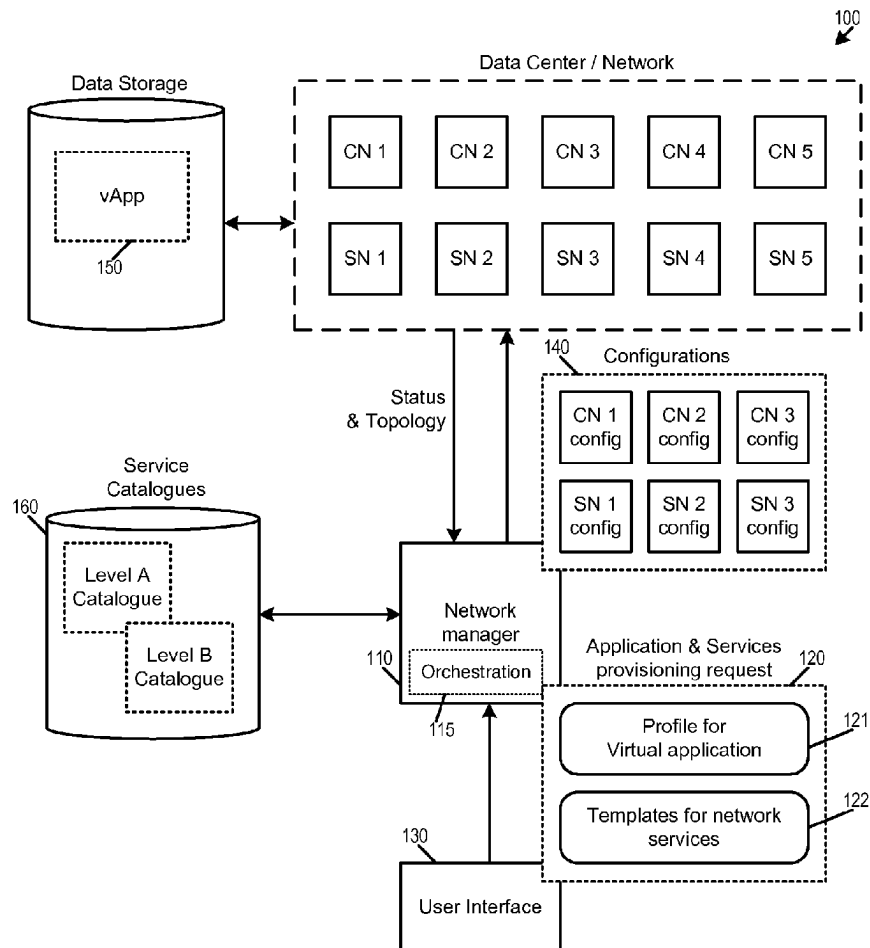 100
Data Center / Network
Data Storage
CN 1
CN 2
CN 3
CN 4
CN 5
vApp
150
SN 1
SN 2
SN 3
SN 4
SN 5
140
Configurations
Status
& Topology
CN 1
config
CN 2
config
CN 3
config
Service
Catalogues
160
SN 1
config
SN 2
config
SN 3
config
Level A
Catalogue
Level B
Catalogue
Network
manager
110
Orchestration
115
Application & Services
provisioning request
120
Profile for
Virtual application
121
Templates for network
services
122
130
User Interface